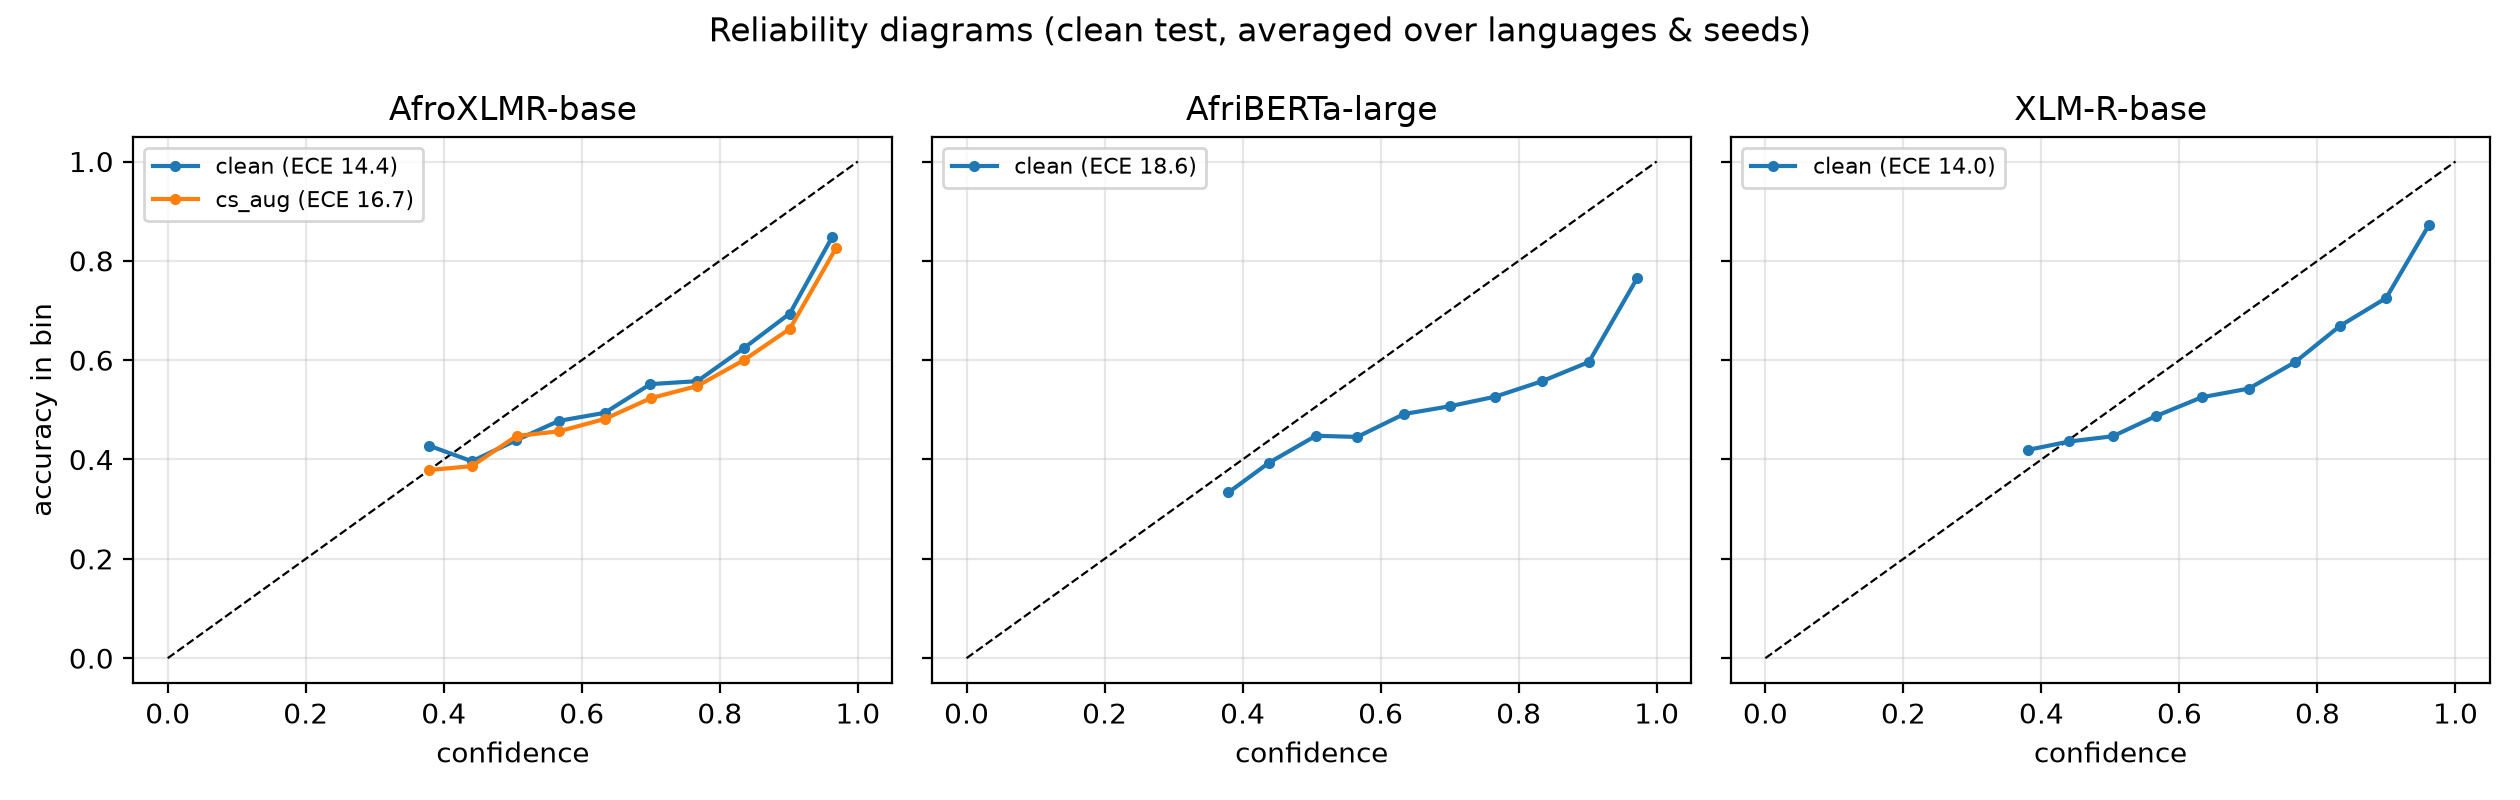 Reliability diagrams (clean test, averaged over languages & seeds)
AfroXLMR-base
AfriBERTa-large
XLM-R-base
clean (ECE 14.4)
cs_aug (ECE 16.7)
clean (ECE 18.6)
clean (ECE 14.0)
accuracy in bin
1.0
0.8
0.6
0.4
0.2
0.0
0.0 0.2 0.4 0.6 0.8 1.0
0.0 0.2 0.4 0.6 0.8 1.0
0.0 0.2 0.4 0.6 0.8 1.0
confidence
confidence
confidence